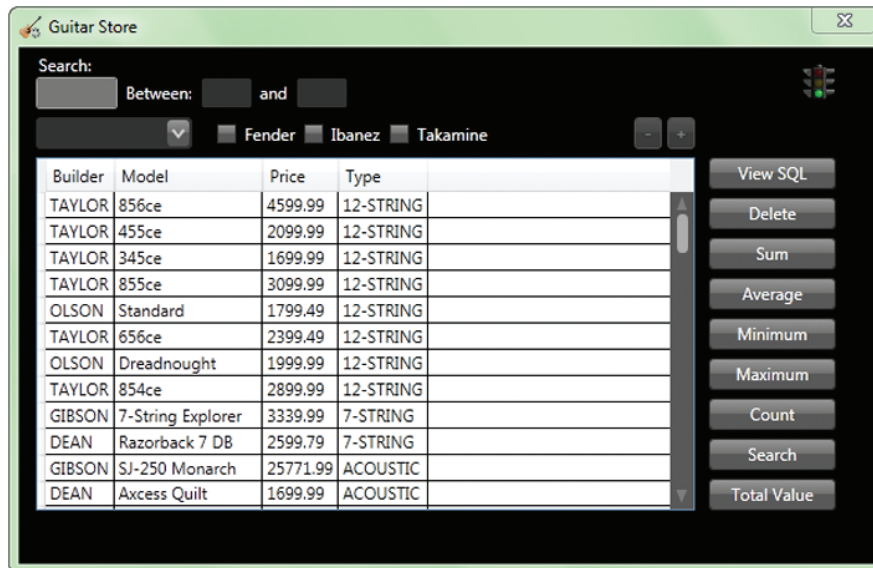 Guitar Store
Search:
Between: and
Fender Ibanez Takamine - +
Builder Model Price Type
TAYLOR 856ce 4599.99 12-STRING
TAYLOR 455ce 2099.99 12-STRING
TAYLOR 345ce 1699.99 12-STRING
TAYLOR 855ce 3099.99 12-STRING
OLSON Standard 1799.49 12-STRING
TAYLOR 656ce 2399.49 12-STRING
OLSON Dreadnought 1999.99 12-STRING
TAYLOR 854ce 2899.99 12-STRING
GIBSON 7-String Explorer 3339.99 7-STRING
DEAN Razorback 7 DB 2599.79 7-STRING
GIBSON SJ-250 Monarch 25771.99 ACOUSTIC
DEAN Axcess Quilt 1699.99 ACOUSTIC
View SQL
Delete
Sum
Average
Minimum
Maximum
Count
Search
Total Value